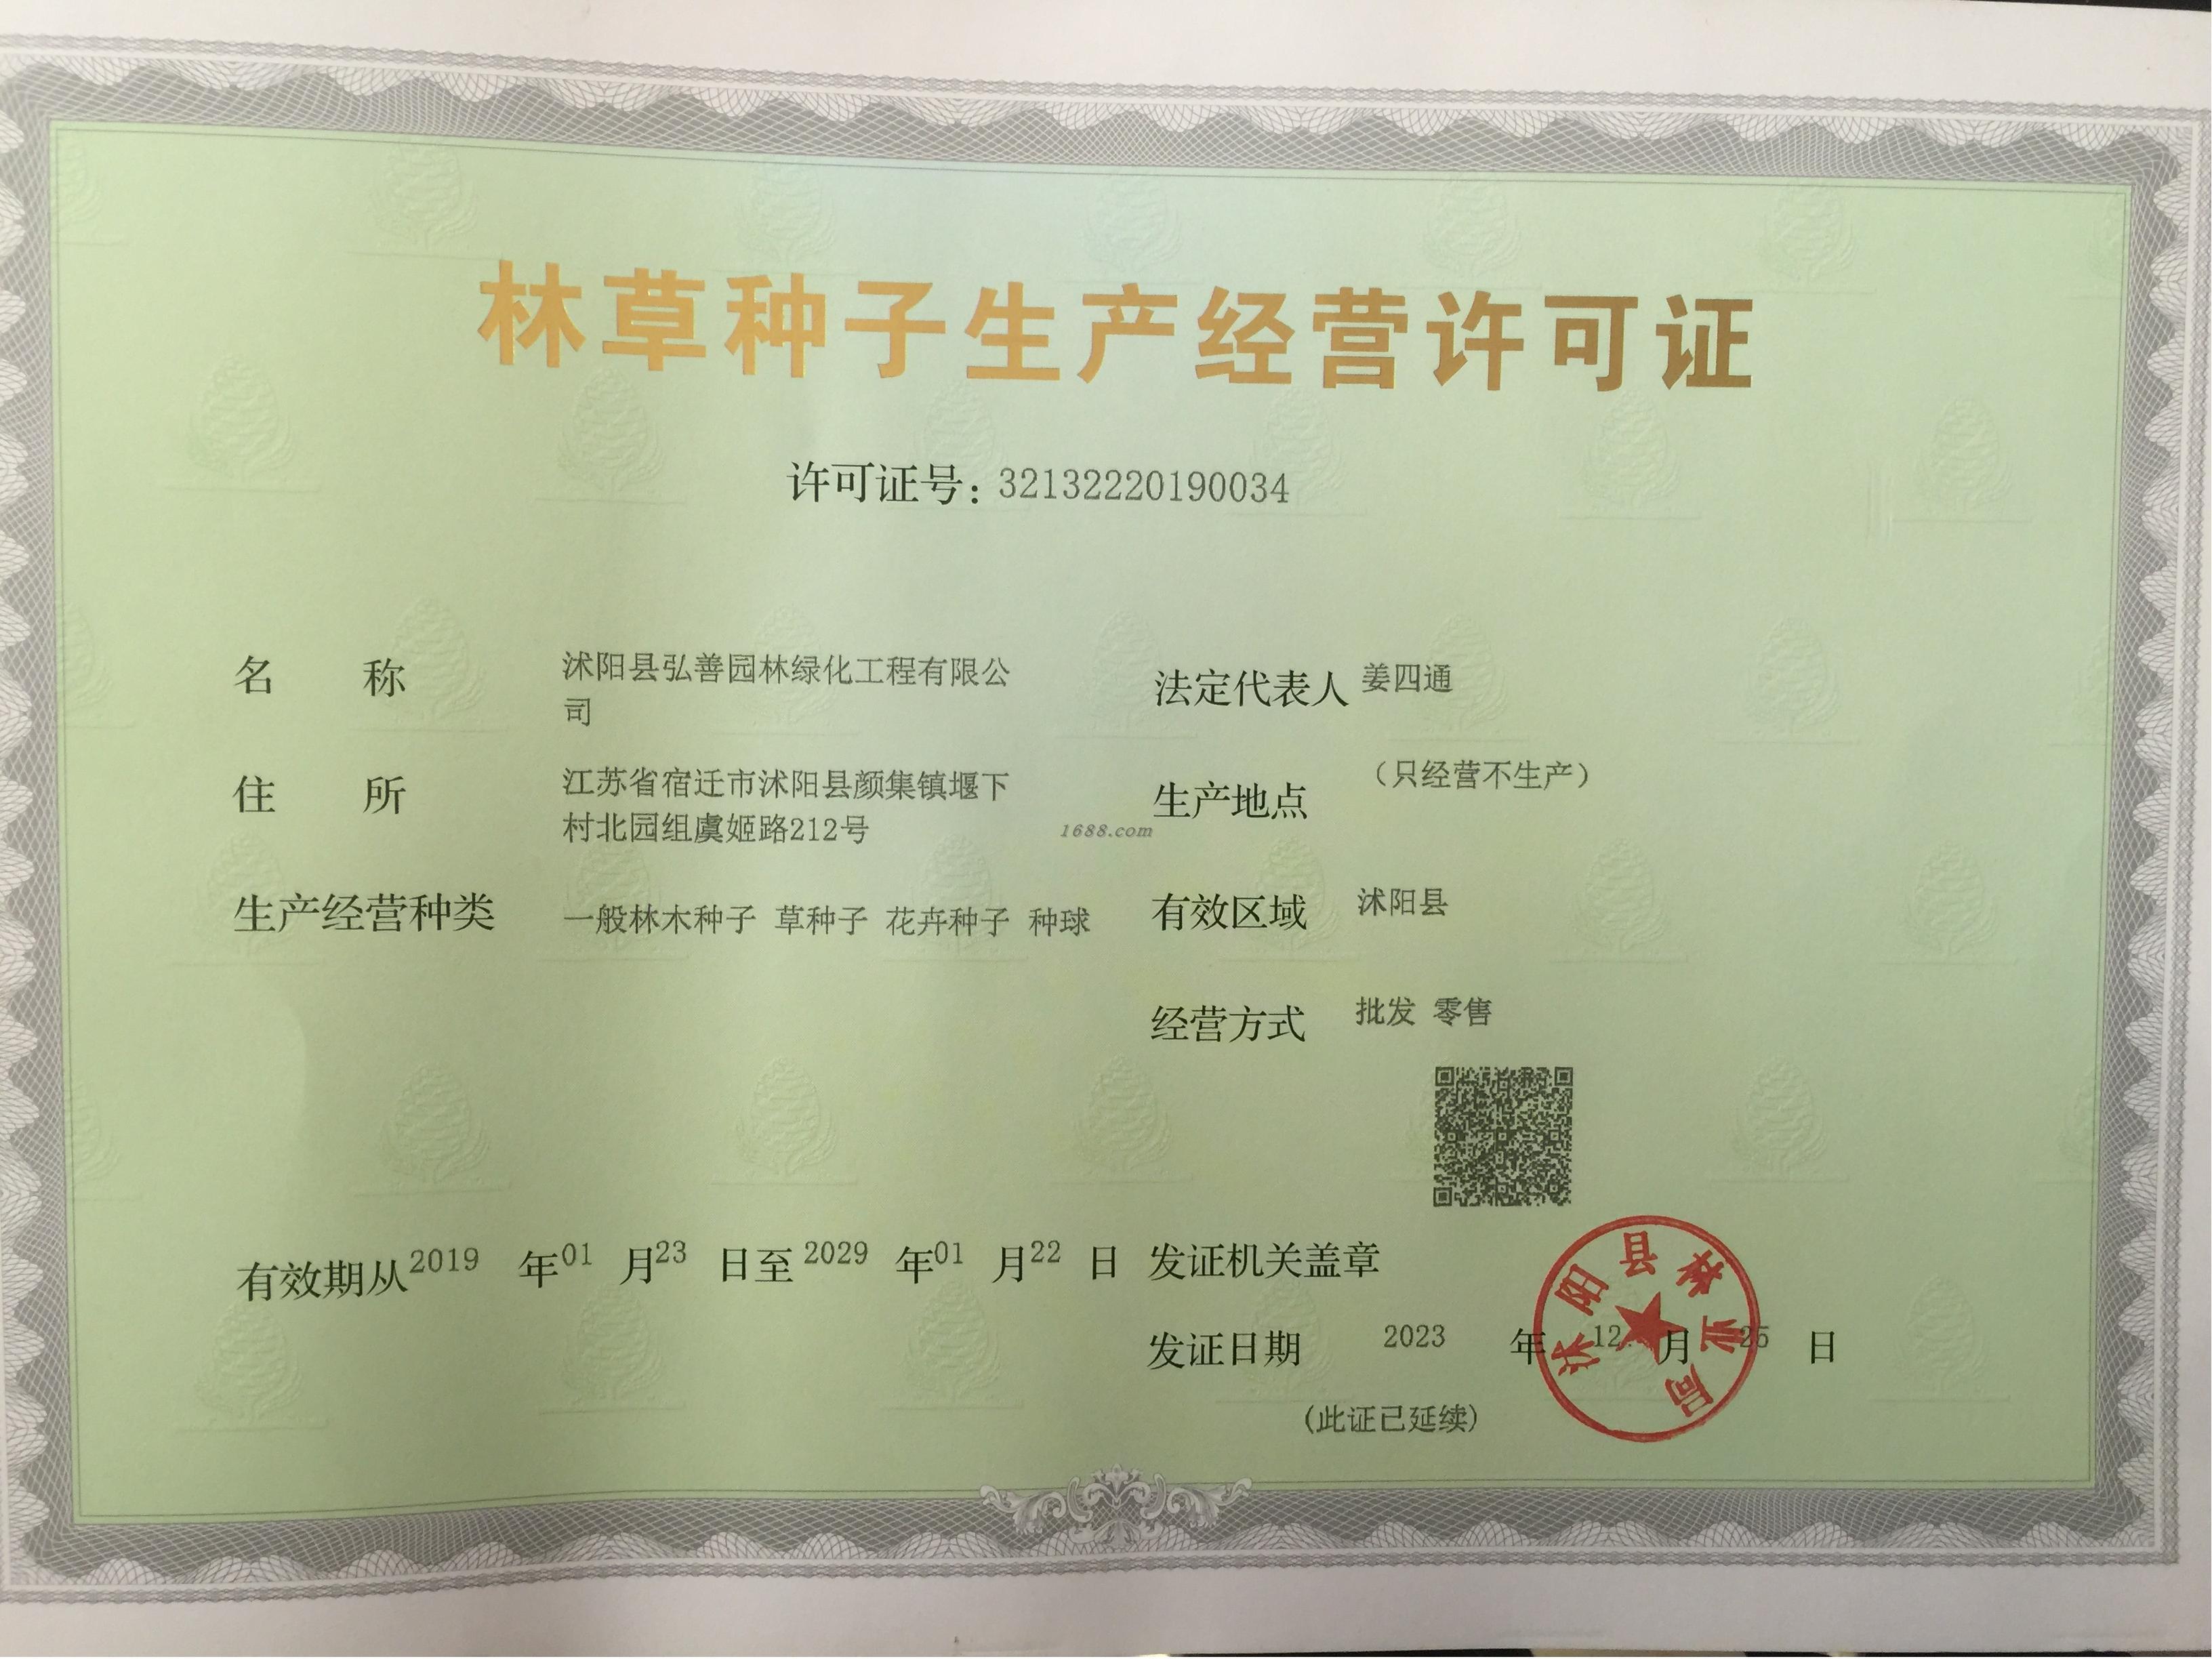 林草种子生产经营许可证
许可证号：32132220190034
名 称 沭阳县弘善园林绿化工程有限公
司
法定代表人 姜四通
住 所 江苏省宿迁市沭阳县颜集镇堰下
村北园组虞姬路212号
生产地点 （只经营不生产）
1688.com
生产经营种类 一般林木种子 草种子 花卉种子 种球
有效区域 沭阳县
经营方式 批发 零售
有效期从2019 年01 月23 日至2029 年01 月22 日
发证机关盖章
沭阳县林业局
发证日期 2023 年 12 月 25 日
(此证已延续)